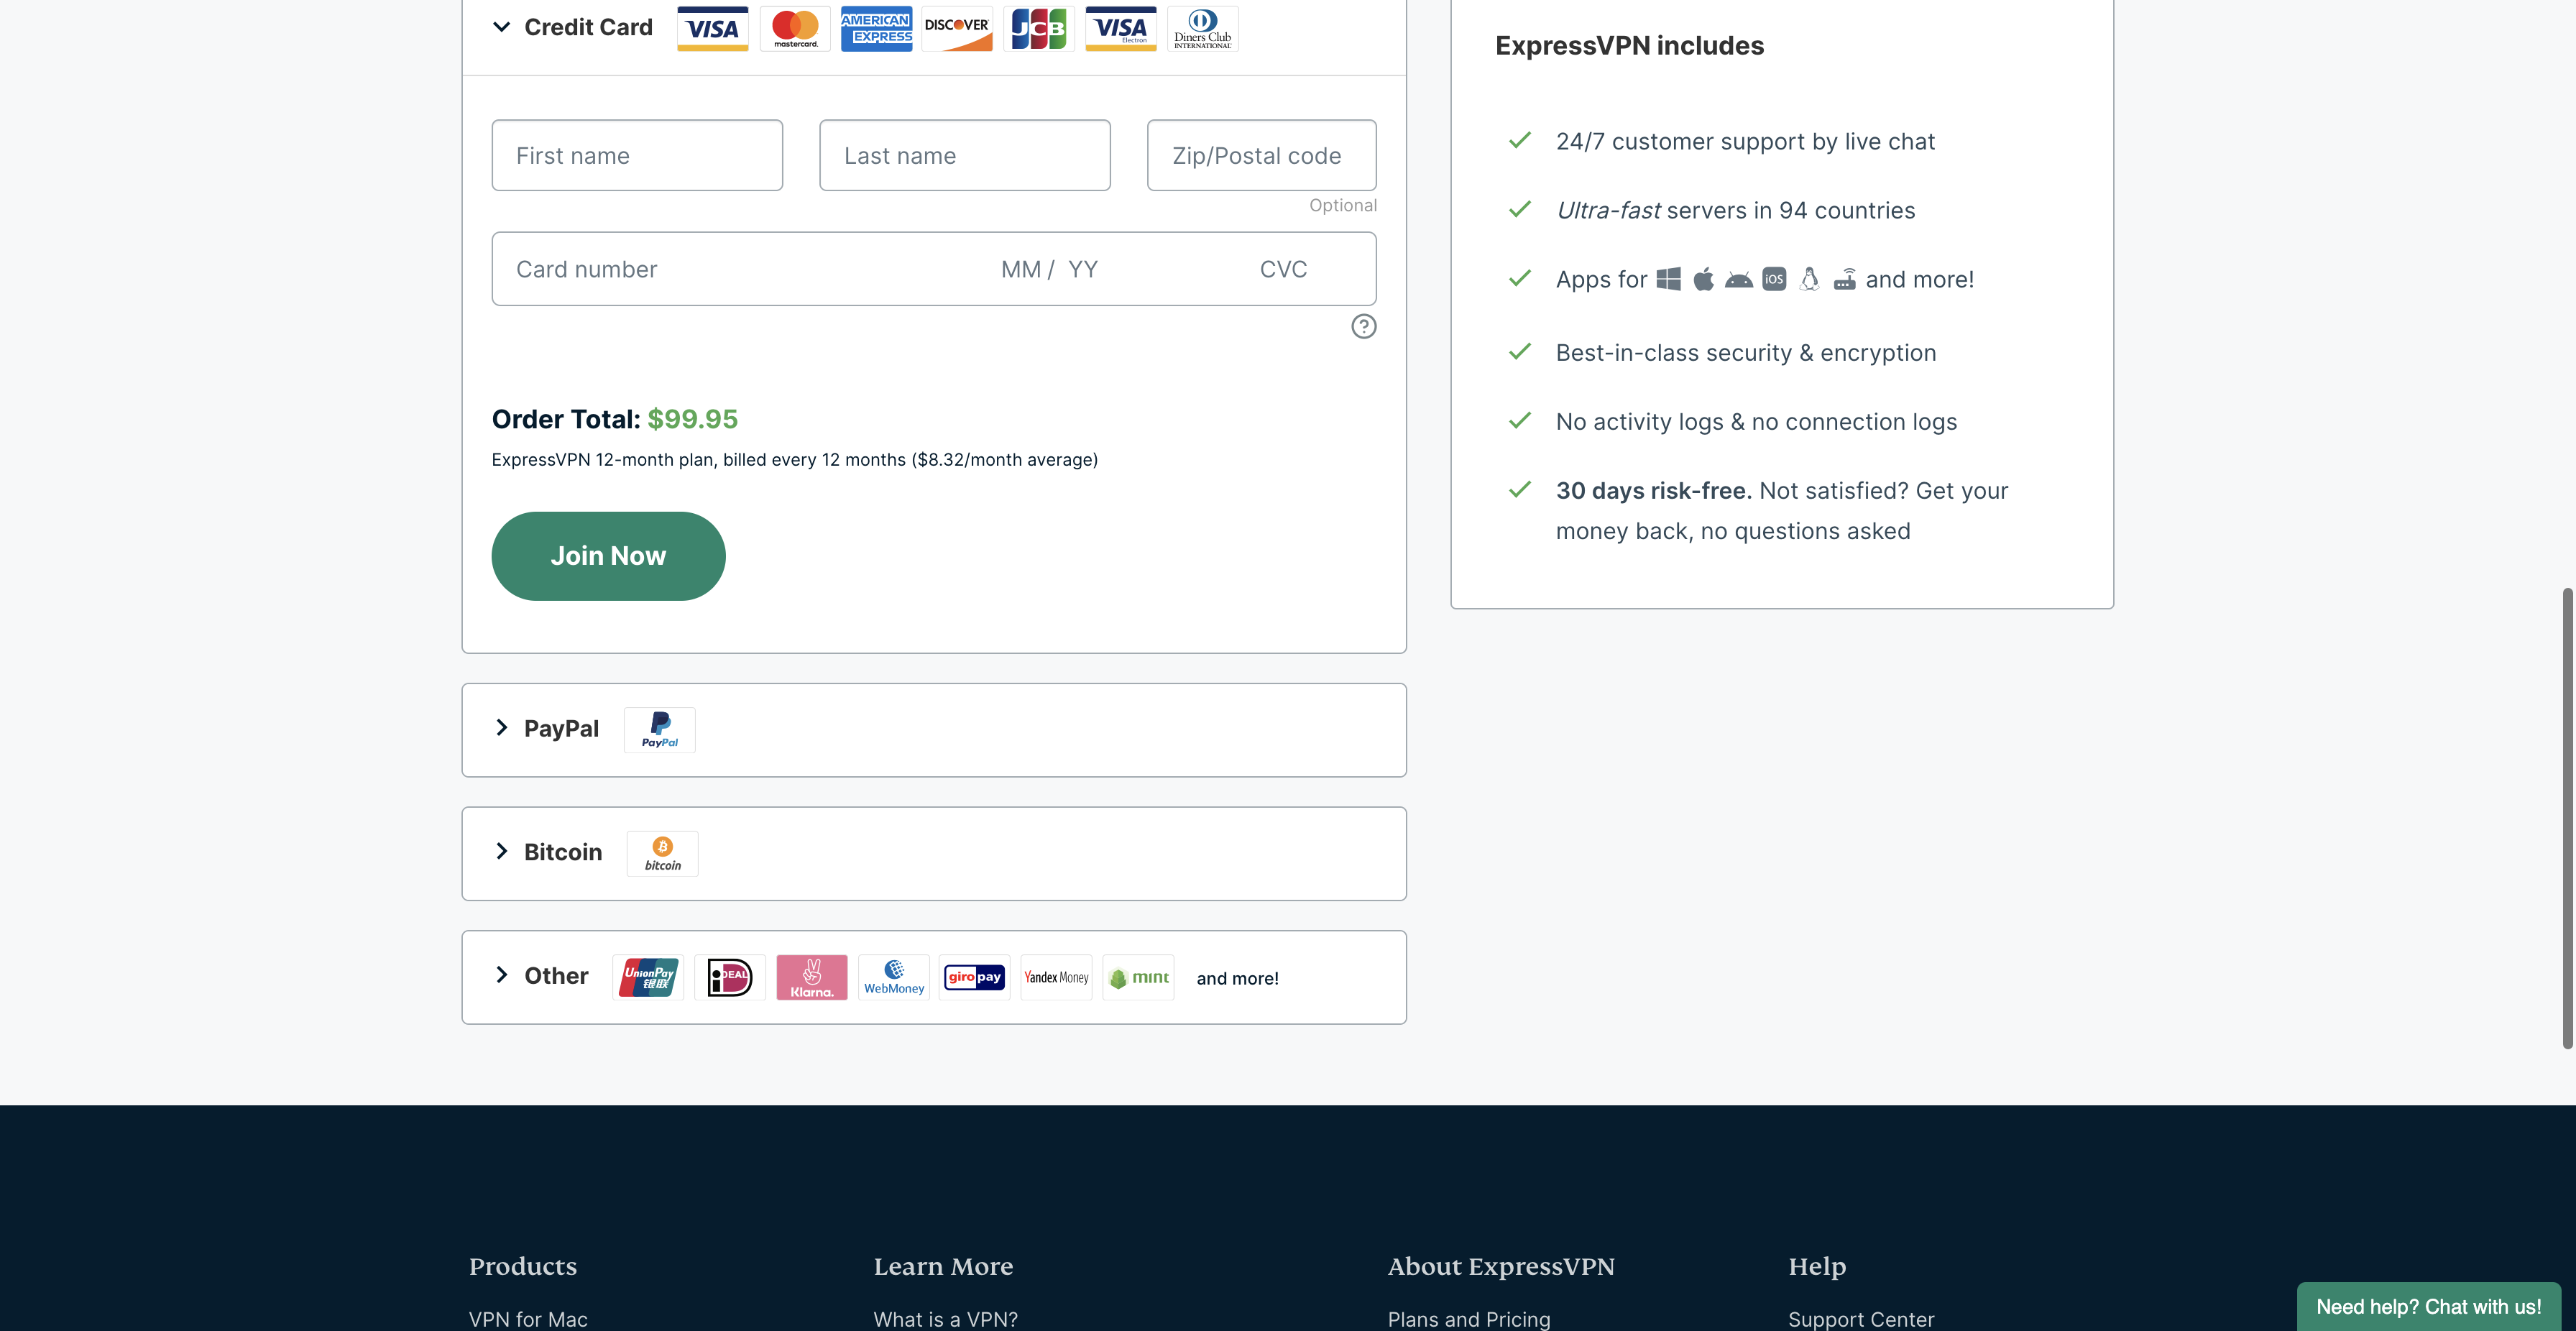 Credit Card VISA mastercard. AMERICAN EXPRESS DISCOVER JCB VISA Electron Diners Club INTERNATIONAL
First name Last name Zip/Postal code
Optional
Card number MM / YY CVC
?
Order Total: $99.95
ExpressVPN 12-month plan, billed every 12 months ($8.32/month average)
Join Now
PayPal PayPal
Bitcoin bitcoin
Other UnionPay 银联 iDEAL Klarna. WebMoney giropay Yandex Money mint and more!
ExpressVPN includes
24/7 customer support by live chat
Ultra-fast servers in 94 countries
Apps for iOS and more!
Best-in-class security & encryption
No activity logs & no connection logs
30 days risk-free. Not satisfied? Get your
money back, no questions asked
Products Learn More About ExpressVPN Help
VPN for Mac What is a VPN? Plans and Pricing Support Center
Need help? Chat with us!